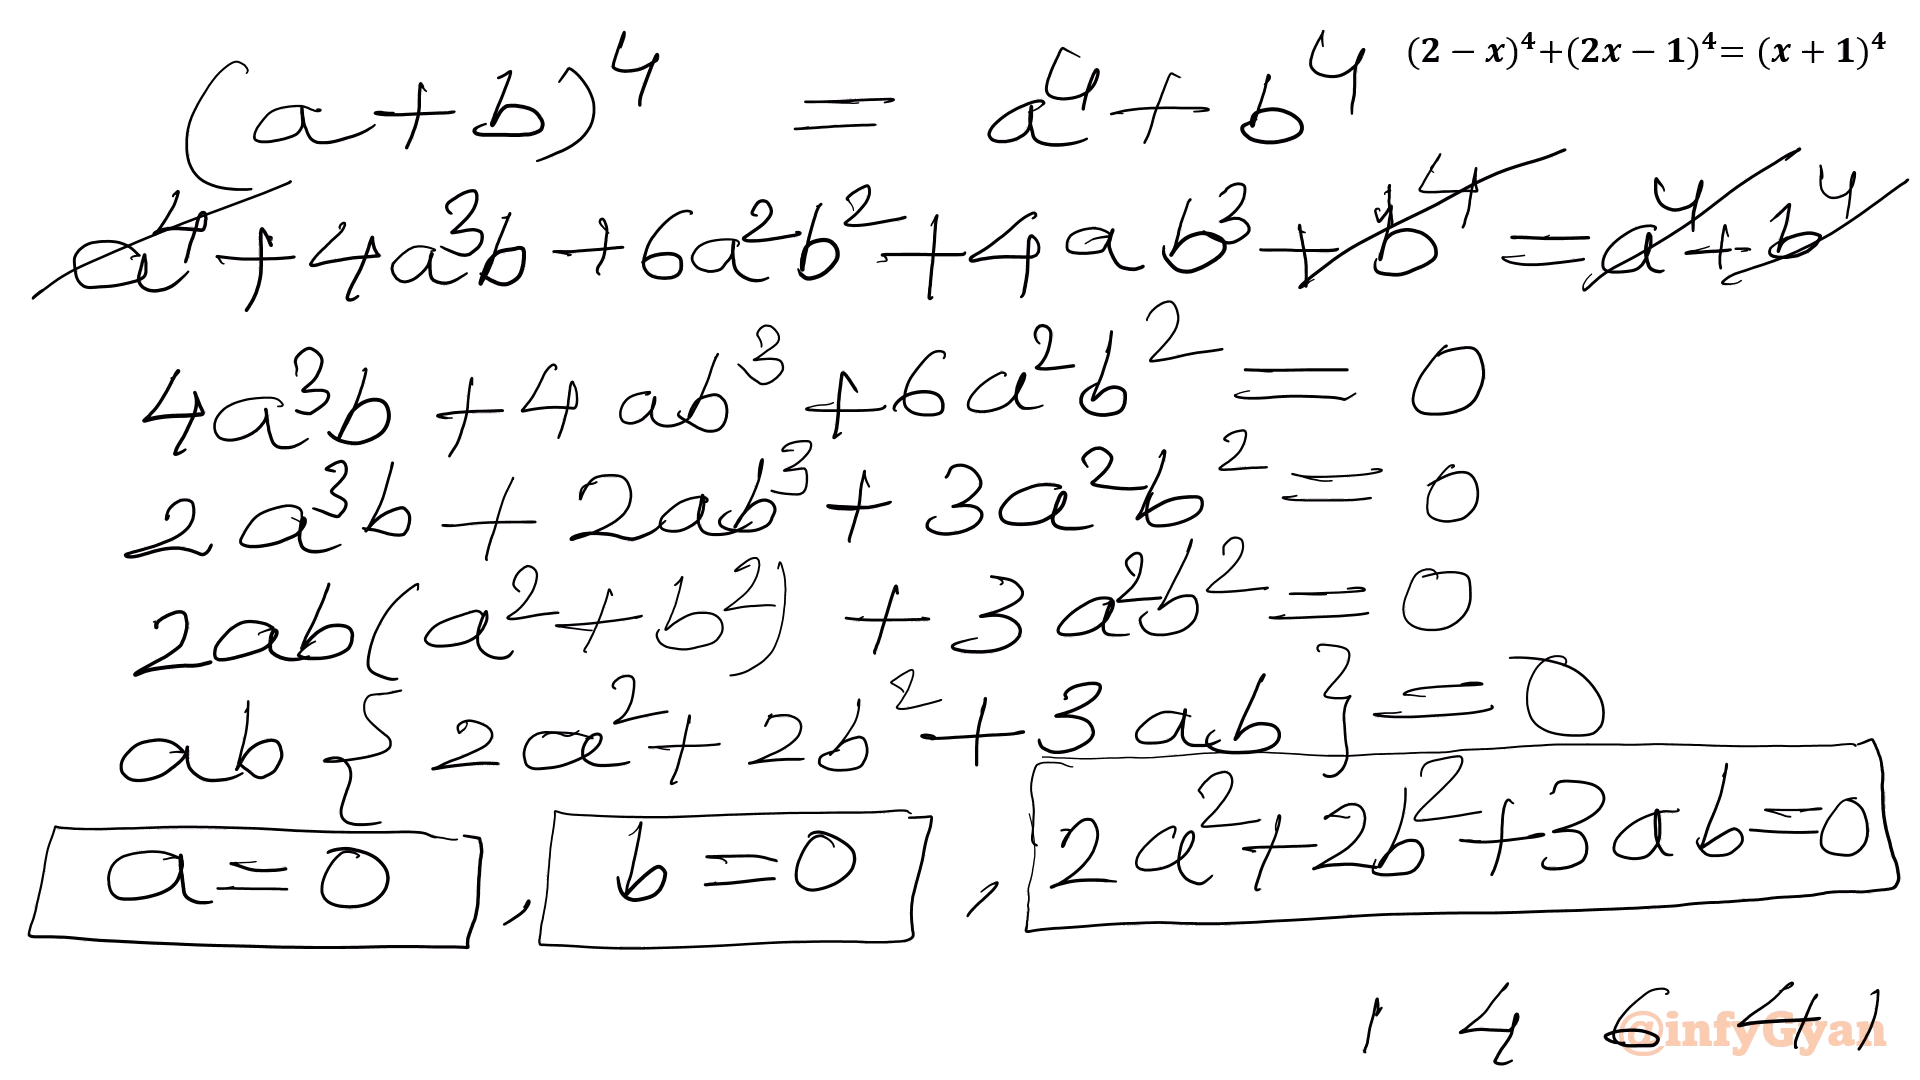 (2 − x)⁴+(2x − 1)⁴= (x + 1)⁴
(a+b)⁴ = a⁴+b⁴
a⁴+4a³b+6a²b²+4ab³+b⁴=a⁴+b⁴
4a³b+4ab³+6a²b²=0
2a³b+2ab³+3a²b²=0
2ab(a²+b²)+3a²b²=0
ab{2a²+2b²+3ab}=0
a=0, b=0, 2a²+2b²+3ab=0
1 4 6 4 1
@infyGyan